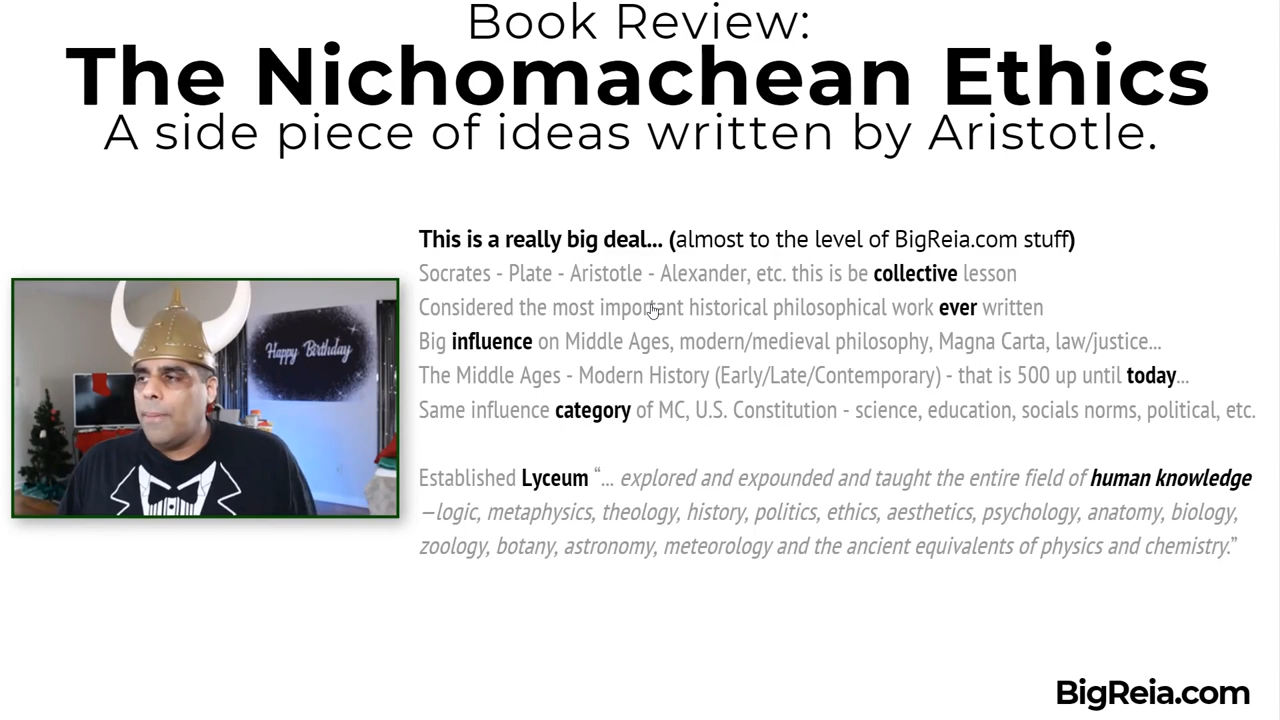 Book Review:
The Nichomachean Ethics
A side piece of ideas written by Aristotle.
This is a really big deal... (almost to the level of BigReia.com stuff)
Socrates - Plate - Aristotle - Alexander, etc. this is be collective lesson
Considered the most important historical philosophical work ever written
Big influence on Middle Ages, modern/medieval philosophy, Magna Carta, law/justice...
The Middle Ages - Modern History (Early/Late/Contemporary) - that is 500 up until today...
Same influence category of MC, U.S. Constitution - science, education, socials norms, political, etc.
Happy Birthday
Established Lyceum “... explored and expounded and taught the entire field of human knowledge
—logic, metaphysics, theology, history, politics, ethics, aesthetics, psychology, anatomy, biology,
zoology, botany, astronomy, meteorology and the ancient equivalents of physics and chemistry.”
BigReia.com